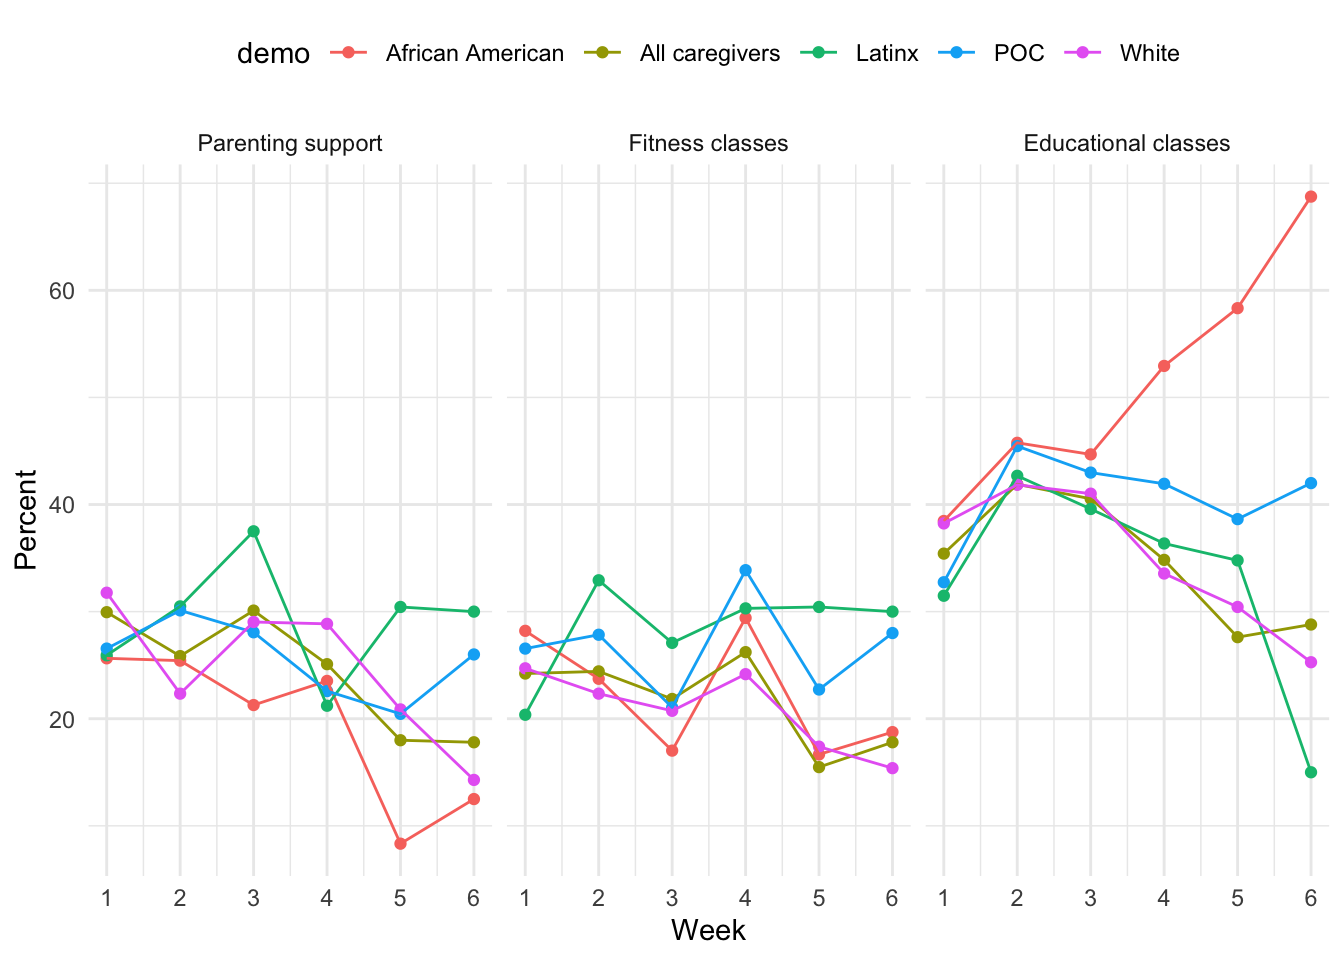 demo African American All caregivers Latinx POC White
Parenting support Fitness classes Educational classes
60
40
20
Percent
1 2 3 4 5 6 1 2 3 4 5 6 1 2 3 4 5 6
Week